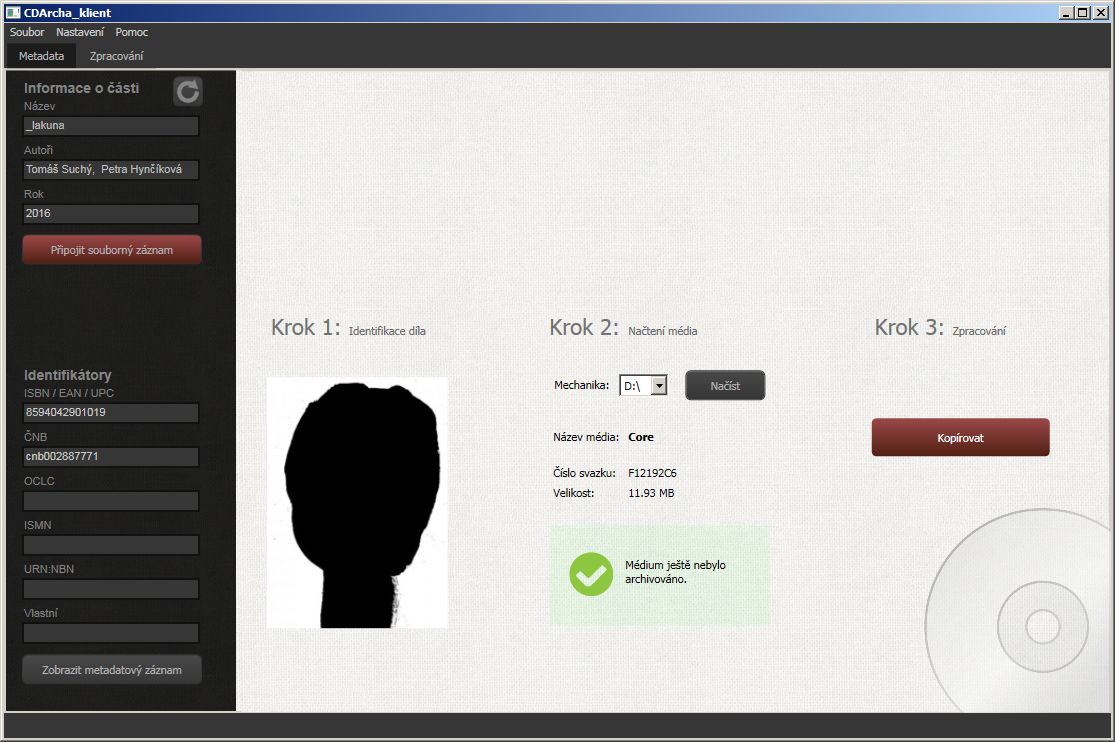 CDArcha_klient
Soubor Nastavení Pomoc
Metadata Zpracování
Informace o části
Název
_lakuna
Autoři
Tomáš Suchý, Petra Hynčíková
Rok
2016
Připojit souborný záznam
Identifikátory
ISBN / EAN / UPC
8594042901019
ČNB
cnb002887771
OCLC
ISMN
URN:NBN
Vlastní
Zobrazit metadatový záznam
Krok 1: Identifikace díla
Krok 2: Načtení média
Mechanika: D:\ Načíst
Název média: Core
Číslo svazku: F12192C6
Velikost: 11.93 MB
Médium ještě nebylo
archivováno.
Krok 3: Zpracování
Kopírovat